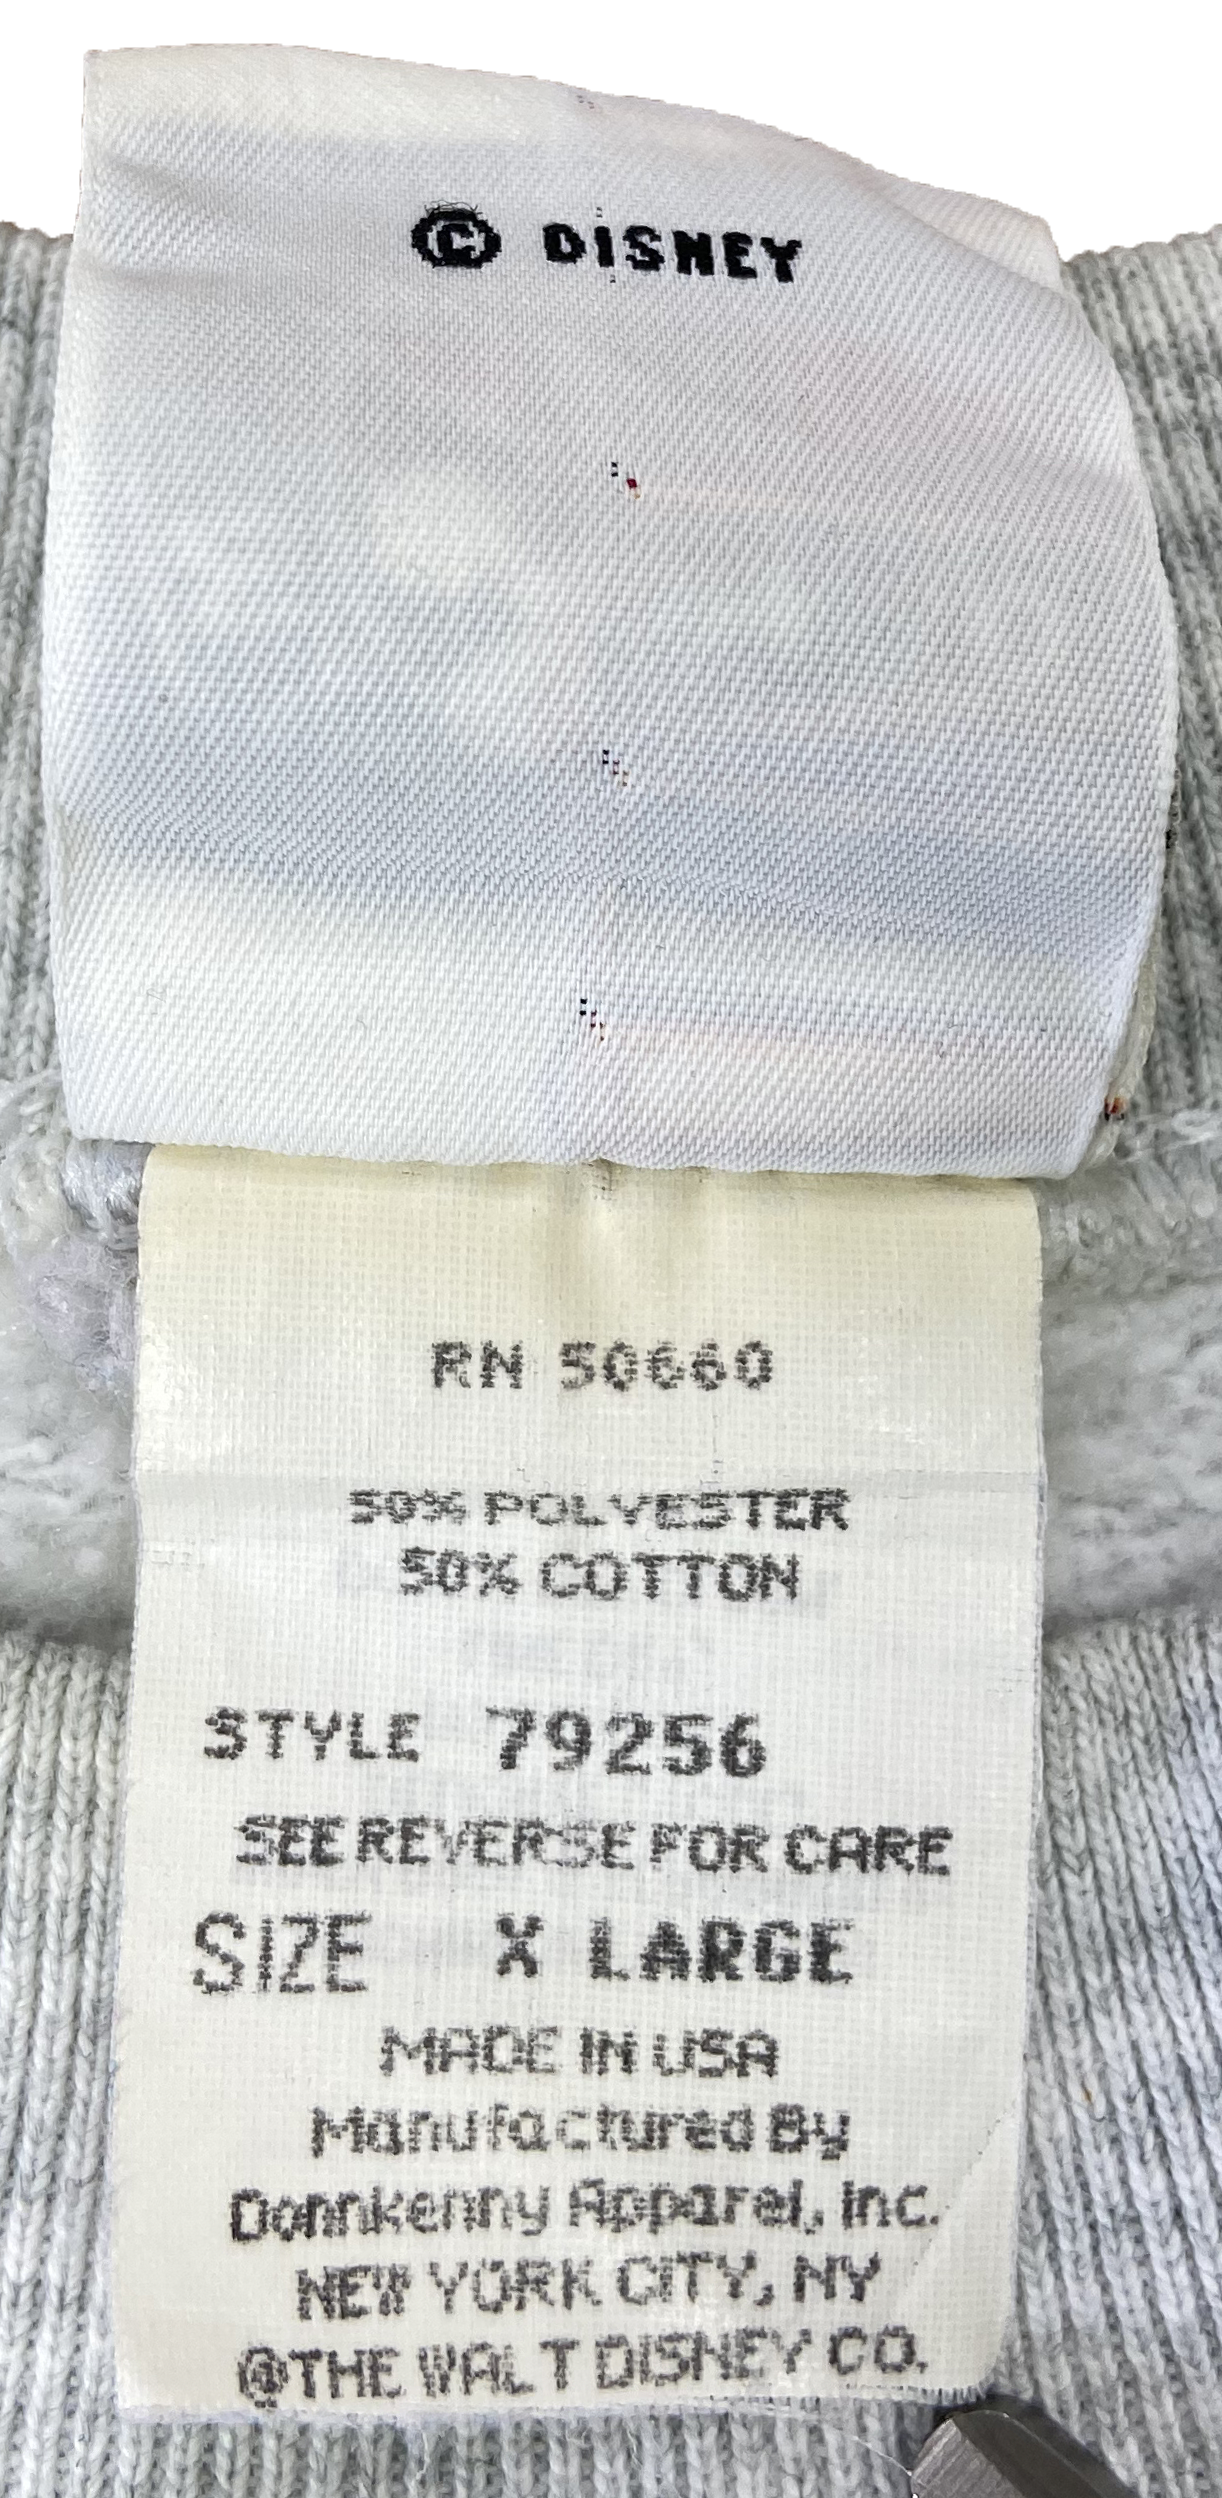 © DISNEY
RN 50660
50% POLYESTER
50% COTTON
STYLE 79256
SEE REVERSE FOR CARE
SIZE X LARGE
MADE IN USA
Manufactured By
Donnkenny Apparel, Inc.
NEW YORK CITY, NY
@THE WALT DISNEY CO.